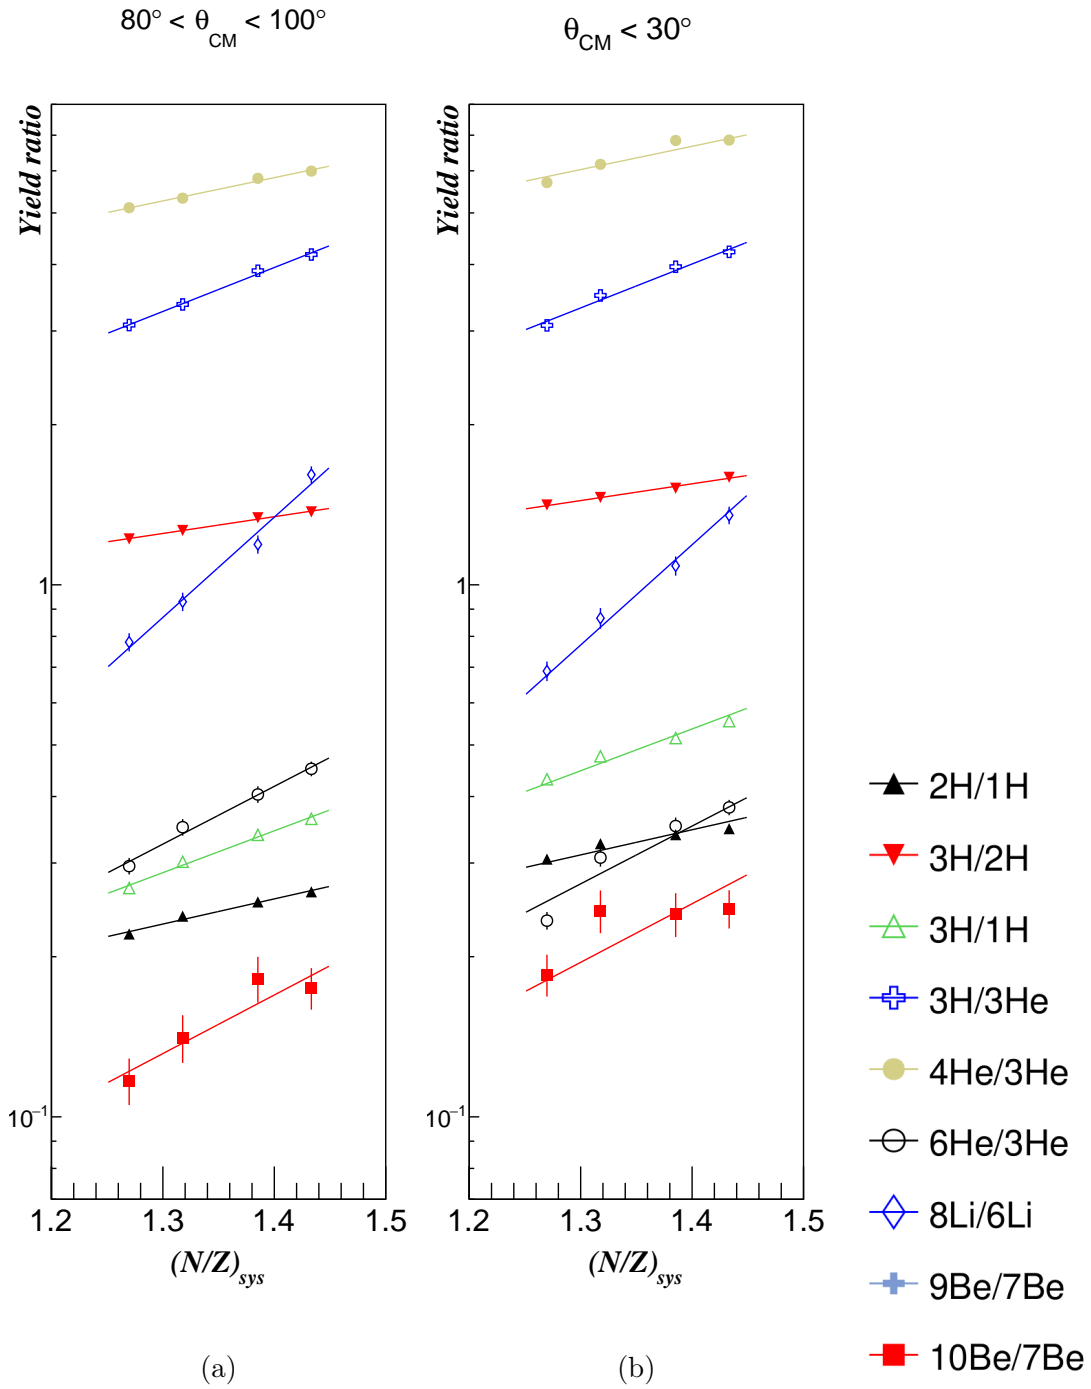 80° < θCM < 100°
θCM < 30°
Yield ratio
Yield ratio
1
10−1
1.2 1.3 1.4 1.5
(N/Z)sys
1
10−1
1.2 1.3 1.4 1.5
(N/Z)sys
2H/1H
3H/2H
3H/1H
3H/3He
4He/3He
6He/3He
8Li/6Li
9Be/7Be
10Be/7Be
(a)
(b)